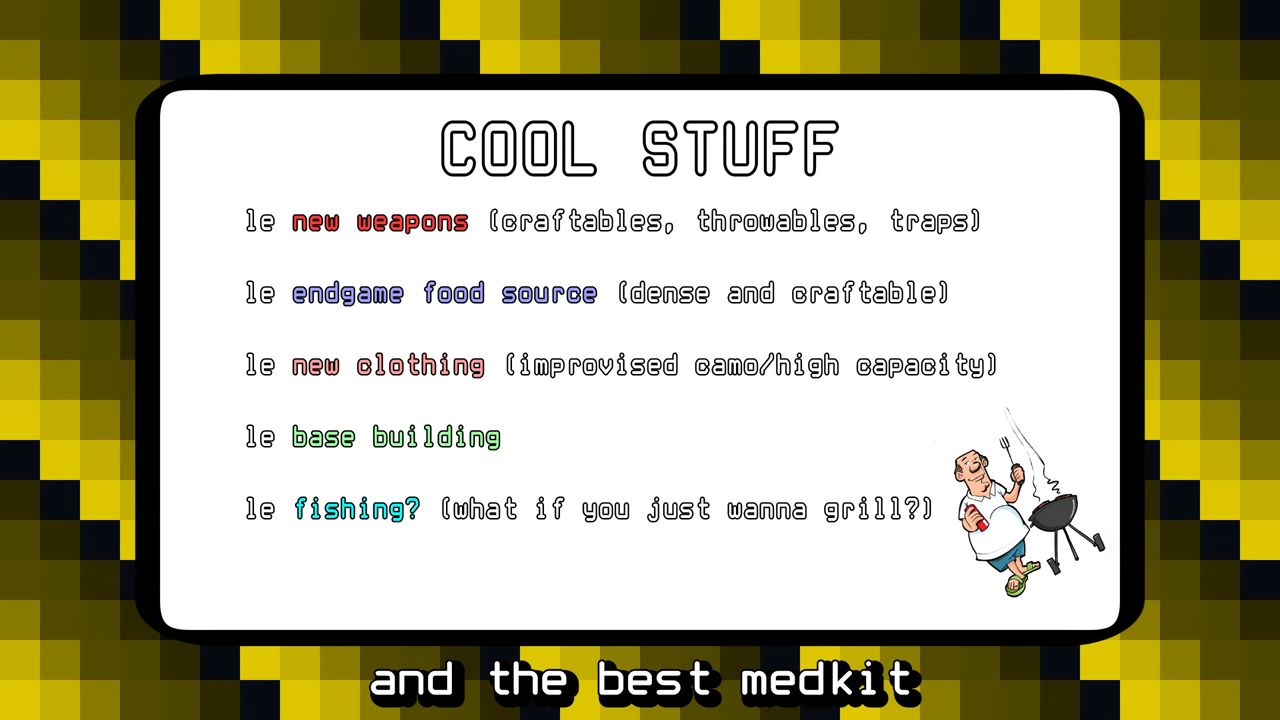 COOL STUFF
le new weapons (craftables, throwables, traps)
le endgame food source (dense and craftable)
le new clothing (improvised camo/high capacity)
le base building
le fishing? (what if you just wanna grill?)
and the best medkit